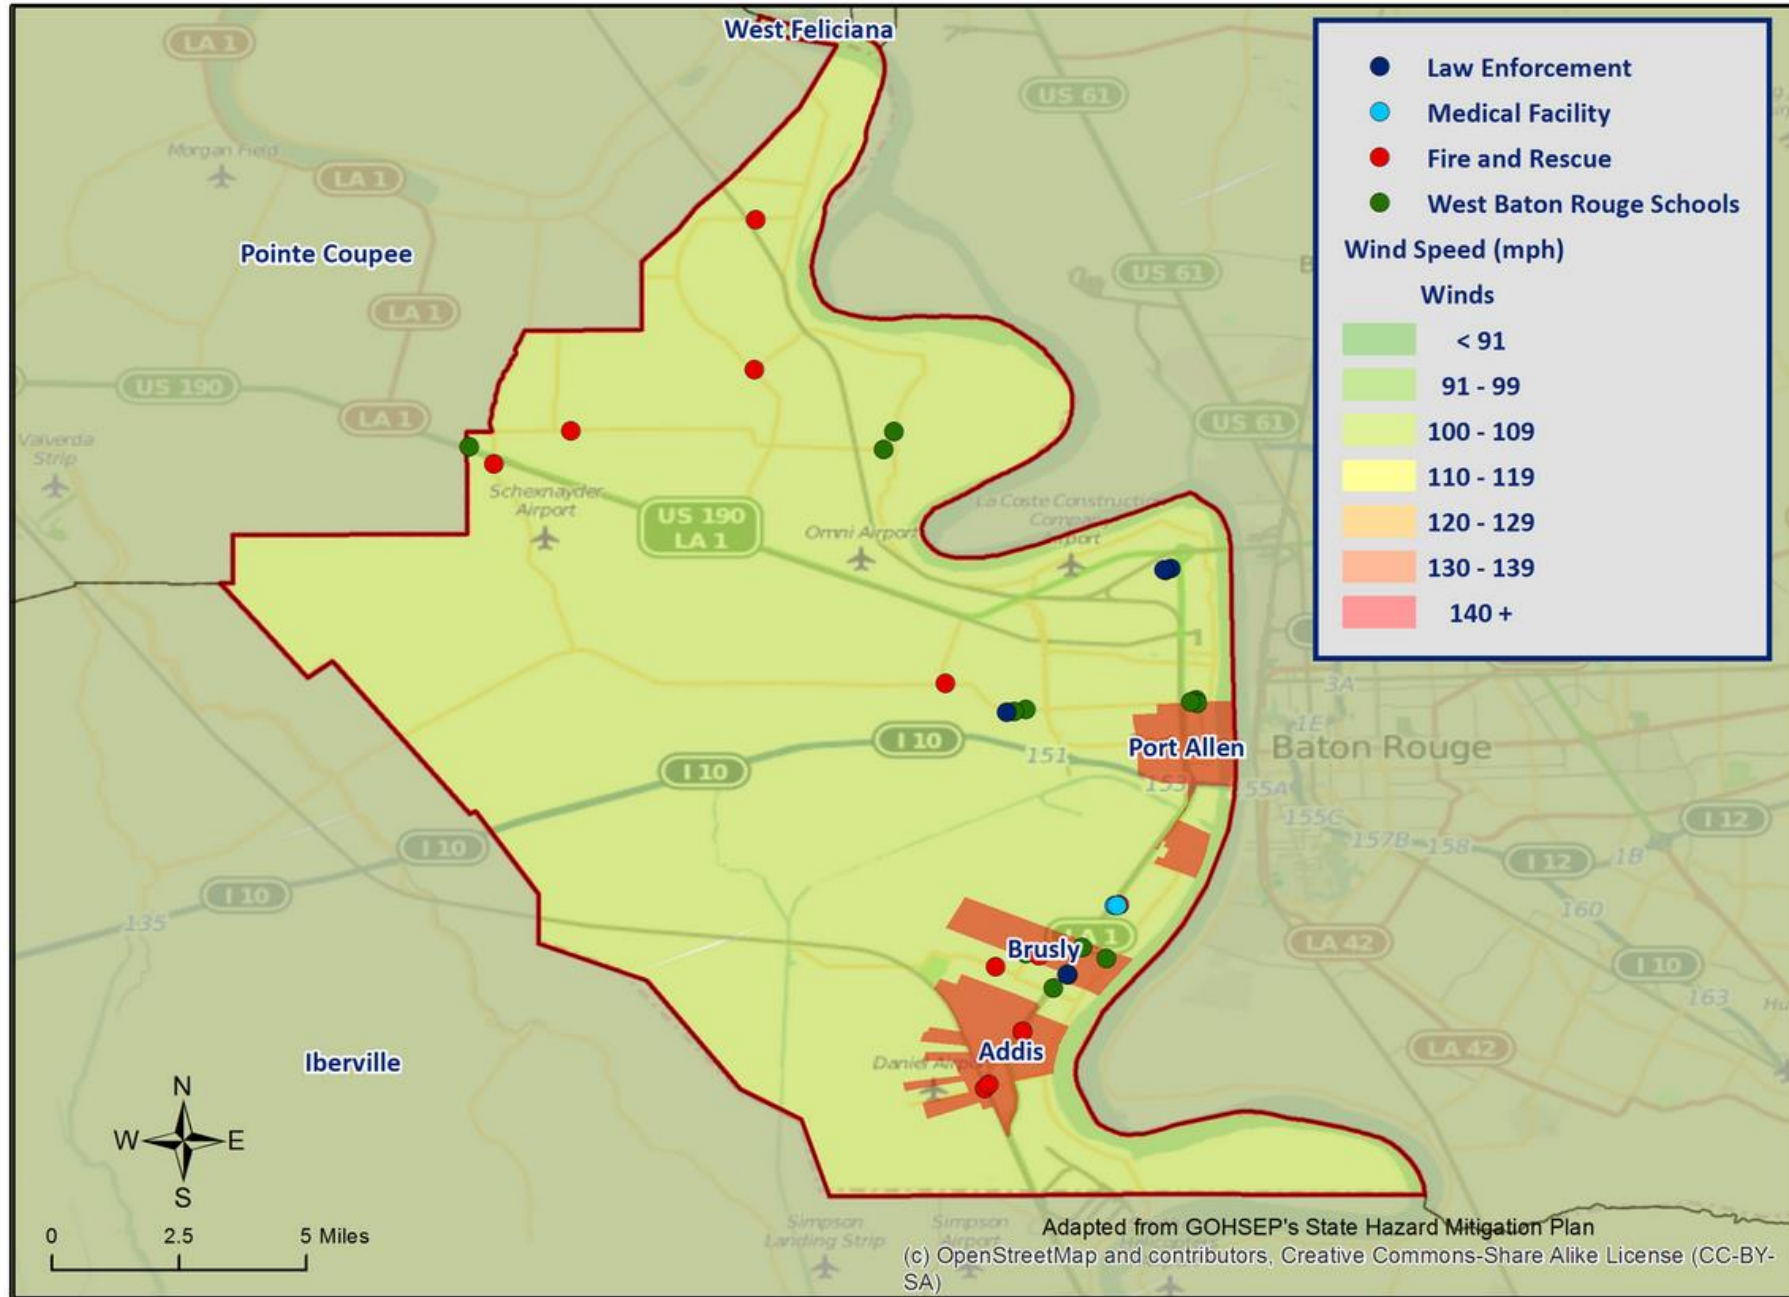 West Feliciana
LA 1
US 61
Law Enforcement
Medical Facility
Fire and Rescue
West Baton Rouge Schools
Wind Speed (mph)
Winds
< 91
91 - 99
100 - 109
110 - 119
120 - 129
130 - 139
140 +
Morgan Field
LA 1
Pointe Coupee
US 61
LA 1
US 190
LA 1
US 61
Valverda
Strip
Schexnayder
Airport
US 190
LA 1
Omni Airport
La Coste Construction
Company
Airport
3A
1E
Port Allen
Baton Rouge
I 10
151
I 10
153
155A
155C
I 12
157B
158
I 12
1B
I 10
I 10
135
160
LA 1
LA 42
Brusly
I 10
163
Addis
LA 42
Iberville
Daniel Airport
N
W
E
S
0
2.5
5 Miles
Simpson
Landing Strip
Simpson
Airport
Adapted from GOHSEP's State Hazard Mitigation Plan
(c) OpenStreetMap and contributors, Creative Commons-Share Alike License (CC-BY-
SA)